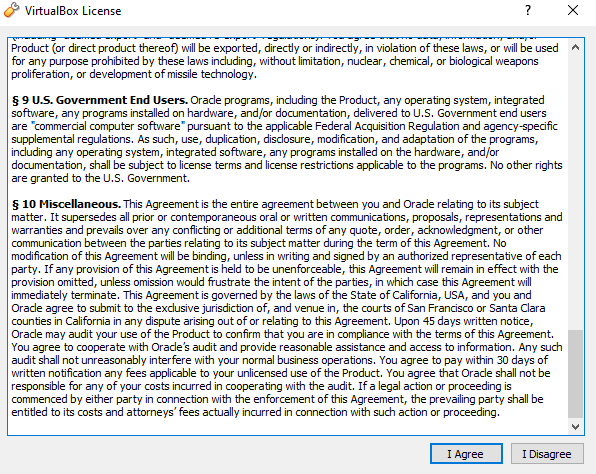 VirtualBox License
Product (or direct product thereof) will be exported, directly or indirectly, in violation of these laws, or will be used
for any purpose prohibited by these laws including, without limitation, nuclear, chemical, or biological weapons
proliferation, or development of missile technology.
§ 9 U.S. Government End Users. Oracle programs, including the Product, any operating system, integrated
software, any programs installed on hardware, and/or documentation, delivered to U.S. Government end users
are "commercial computer software" pursuant to the applicable Federal Acquisition Regulation and agency-specific
supplemental regulations. As such, use, duplication, disclosure, modification, and adaptation of the programs,
including any operating system, integrated software, any programs installed on the hardware, and/or
documentation, shall be subject to license terms and license restrictions applicable to the programs. No other rights
are granted to the U.S. Government.
§ 10 Miscellaneous. This Agreement is the entire agreement between you and Oracle relating to its subject
matter. It supersedes all prior or contemporaneous oral or written communications, proposals, representations and
warranties and prevails over any conflicting or additional terms of any quote, order, acknowledgment, or other
communication between the parties relating to its subject matter during the term of this Agreement. No
modification of this Agreement will be binding, unless in writing and signed by an authorized representative of each
party. If any provision of this Agreement is held to be unenforceable, this Agreement will remain in effect with the
provision omitted, unless omission would frustrate the intent of the parties, in which case this Agreement will
immediately terminate. This Agreement is governed by the laws of the State of California, USA, and you and
Oracle agree to submit to the exclusive jurisdiction of, and venue in, the courts of San Francisco or Santa Clara
counties in California in any dispute arising out of or relating to this Agreement. Upon 45 days written notice,
Oracle may audit your use of the Product to confirm that you are in compliance with the terms of this Agreement.
You agree to cooperate with Oracle's audit and provide reasonable assistance and access to information. Any such
audit shall not unreasonably interfere with your normal business operations. You agree to pay within 30 days of
written notification any fees applicable to your unlicensed use of the Product. You agree that Oracle shall not be
responsible for any of your costs incurred in cooperating with the audit. If a legal action or proceeding is
commenced by either party in connection with the enforcement of this Agreement, the prevailing party shall be
entitled to its costs and attorneys' fees actually incurred in connection with such action or proceeding.
I Agree
I Disagree